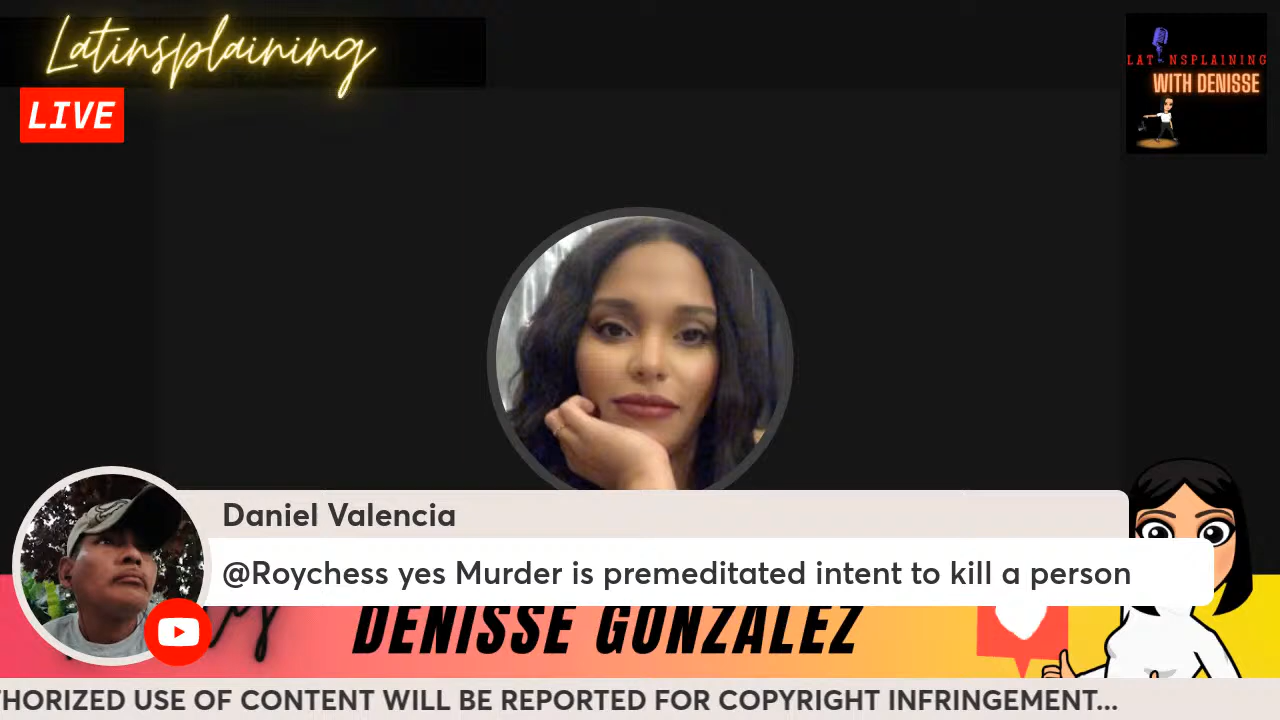 Latinsplaining
LIVE
LAT NSPLAINING
WITH DENISSE
Daniel Valencia
@Roychess yes Murder is premeditated intent to kill a person
DENISSE GONZALEZ
THORIZED USE OF CONTENT WILL BE REPORTED FOR COPYRIGHT INFRINGEMENT...